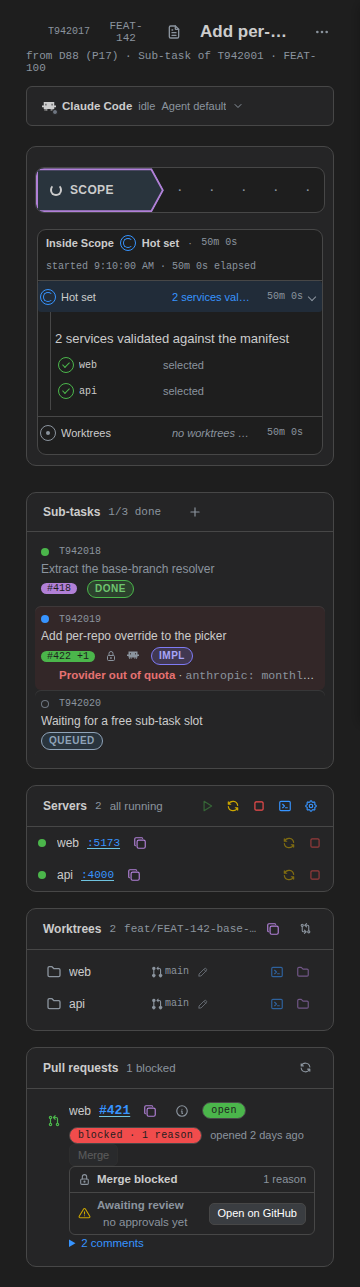 T942017 FEAT-142 Add per-…
from D88 (P17) · Sub-task of T942001 · FEAT-100
Claude Code idle Agent default
SCOPE
Inside Scope Hot set · 50m 0s
started 9:10:00 AM · 50m 0s elapsed
Hot set 2 services val… 50m 0s
2 services validated against the manifest
web selected
api selected
Worktrees no worktrees … 50m 0s
Sub-tasks 1/3 done
T942018
Extract the base-branch resolver
#418 DONE
T942019
Add per-repo override to the picker
#422 +1 IMPL
Provider out of quota · anthropic: monthl…
T942020
Waiting for a free sub-task slot
QUEUED
Servers 2 all running
web :5173
api :4000
Worktrees 2 feat/FEAT-142-base-…
web main
api main
Pull requests 1 blocked
web #421 open
blocked · 1 reason opened 2 days ago
Merge
Merge blocked 1 reason
Awaiting review
no approvals yet
Open on GitHub
2 comments